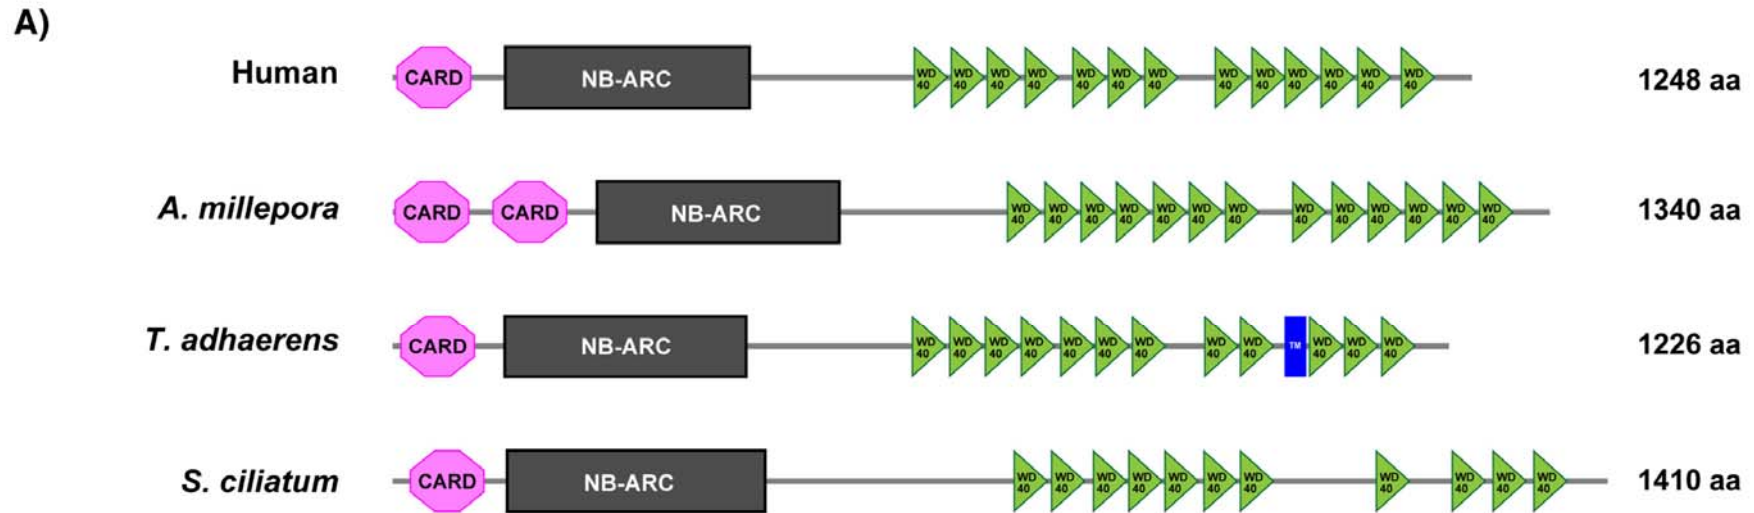 A)
Human CARD NB-ARC WD 40 WD 40 WD 40 WD 40 WD 40 WD 40 WD 40 WD 40 WD 40 WD 40 WD 40 WD 40 WD 40 1248 aa
A. millepora CARD CARD NB-ARC WD 40 WD 40 WD 40 WD 40 WD 40 WD 40 WD 40 WD 40 WD 40 WD 40 WD 40 WD 40 WD 40 1340 aa
T. adhaerens CARD NB-ARC WD 40 WD 40 WD 40 WD 40 WD 40 WD 40 WD 40 WD 40 WD 40 TM WD 40 WD 40 WD 40 1226 aa
S. ciliatum CARD NB-ARC WD 40 WD 40 WD 40 WD 40 WD 40 WD 40 WD 40 WD 40 WD 40 WD 40 WD 40 1410 aa